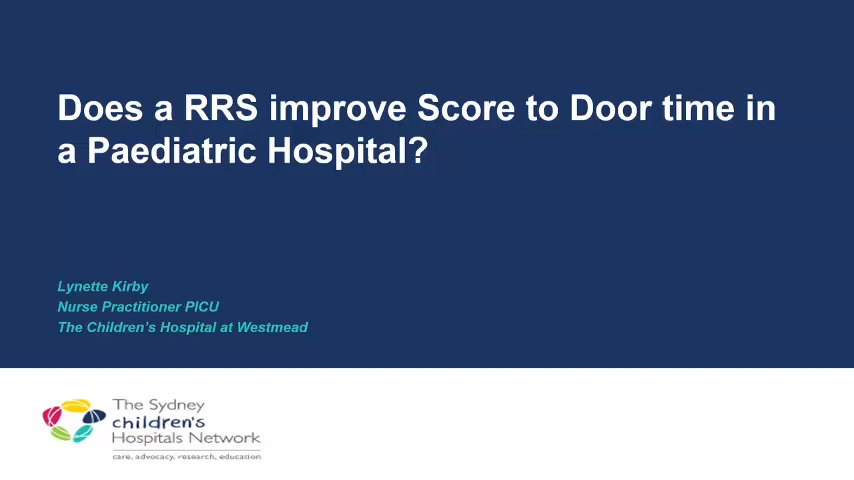 Does a RRS improve Score to Door time in
a Paediatric Hospital?
Lynette Kirby
Nurse Practitioner PICU
The Children's Hospital at Westmead
The Sydney
children's
Hospitals Network
care, advocacy, research, education